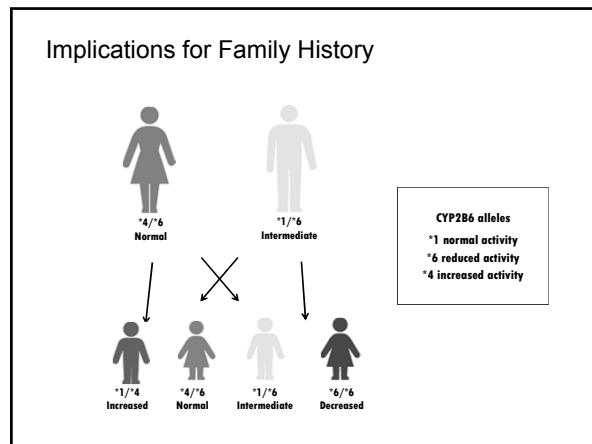 Implications for Family History
*4/*6
Normal
*1/*6
Intermediate
CYP2B6 alleles
*1 normal activity
*6 reduced activity
*4 increased activity
*1/*4
Increased
*4/*6
Normal
*1/*6
Intermediate
*6/*6
Decreased